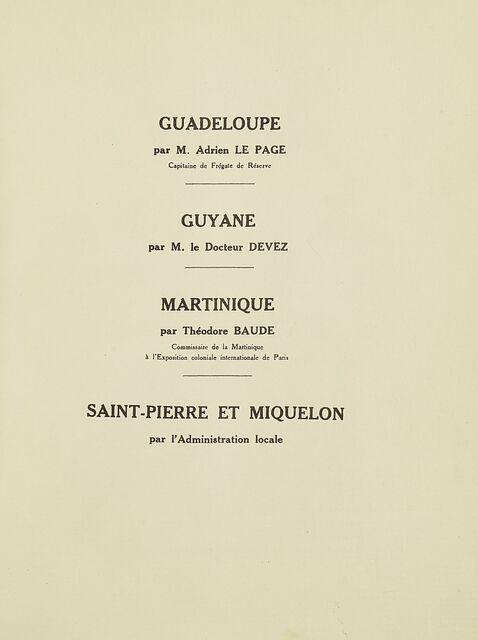 GUADELOUPE
par M. Adrien LE PAGE
Capitaine de Frégate de Réserve
GUYANE
par M. le Docteur DEVEZ
MARTINIQUE
par Théodore BAUDE
Commissaire de la Martinique
à l'Exposition coloniale internationale de Paris
SAINT-PIERRE ET MIQUELON
par l'Administration locale